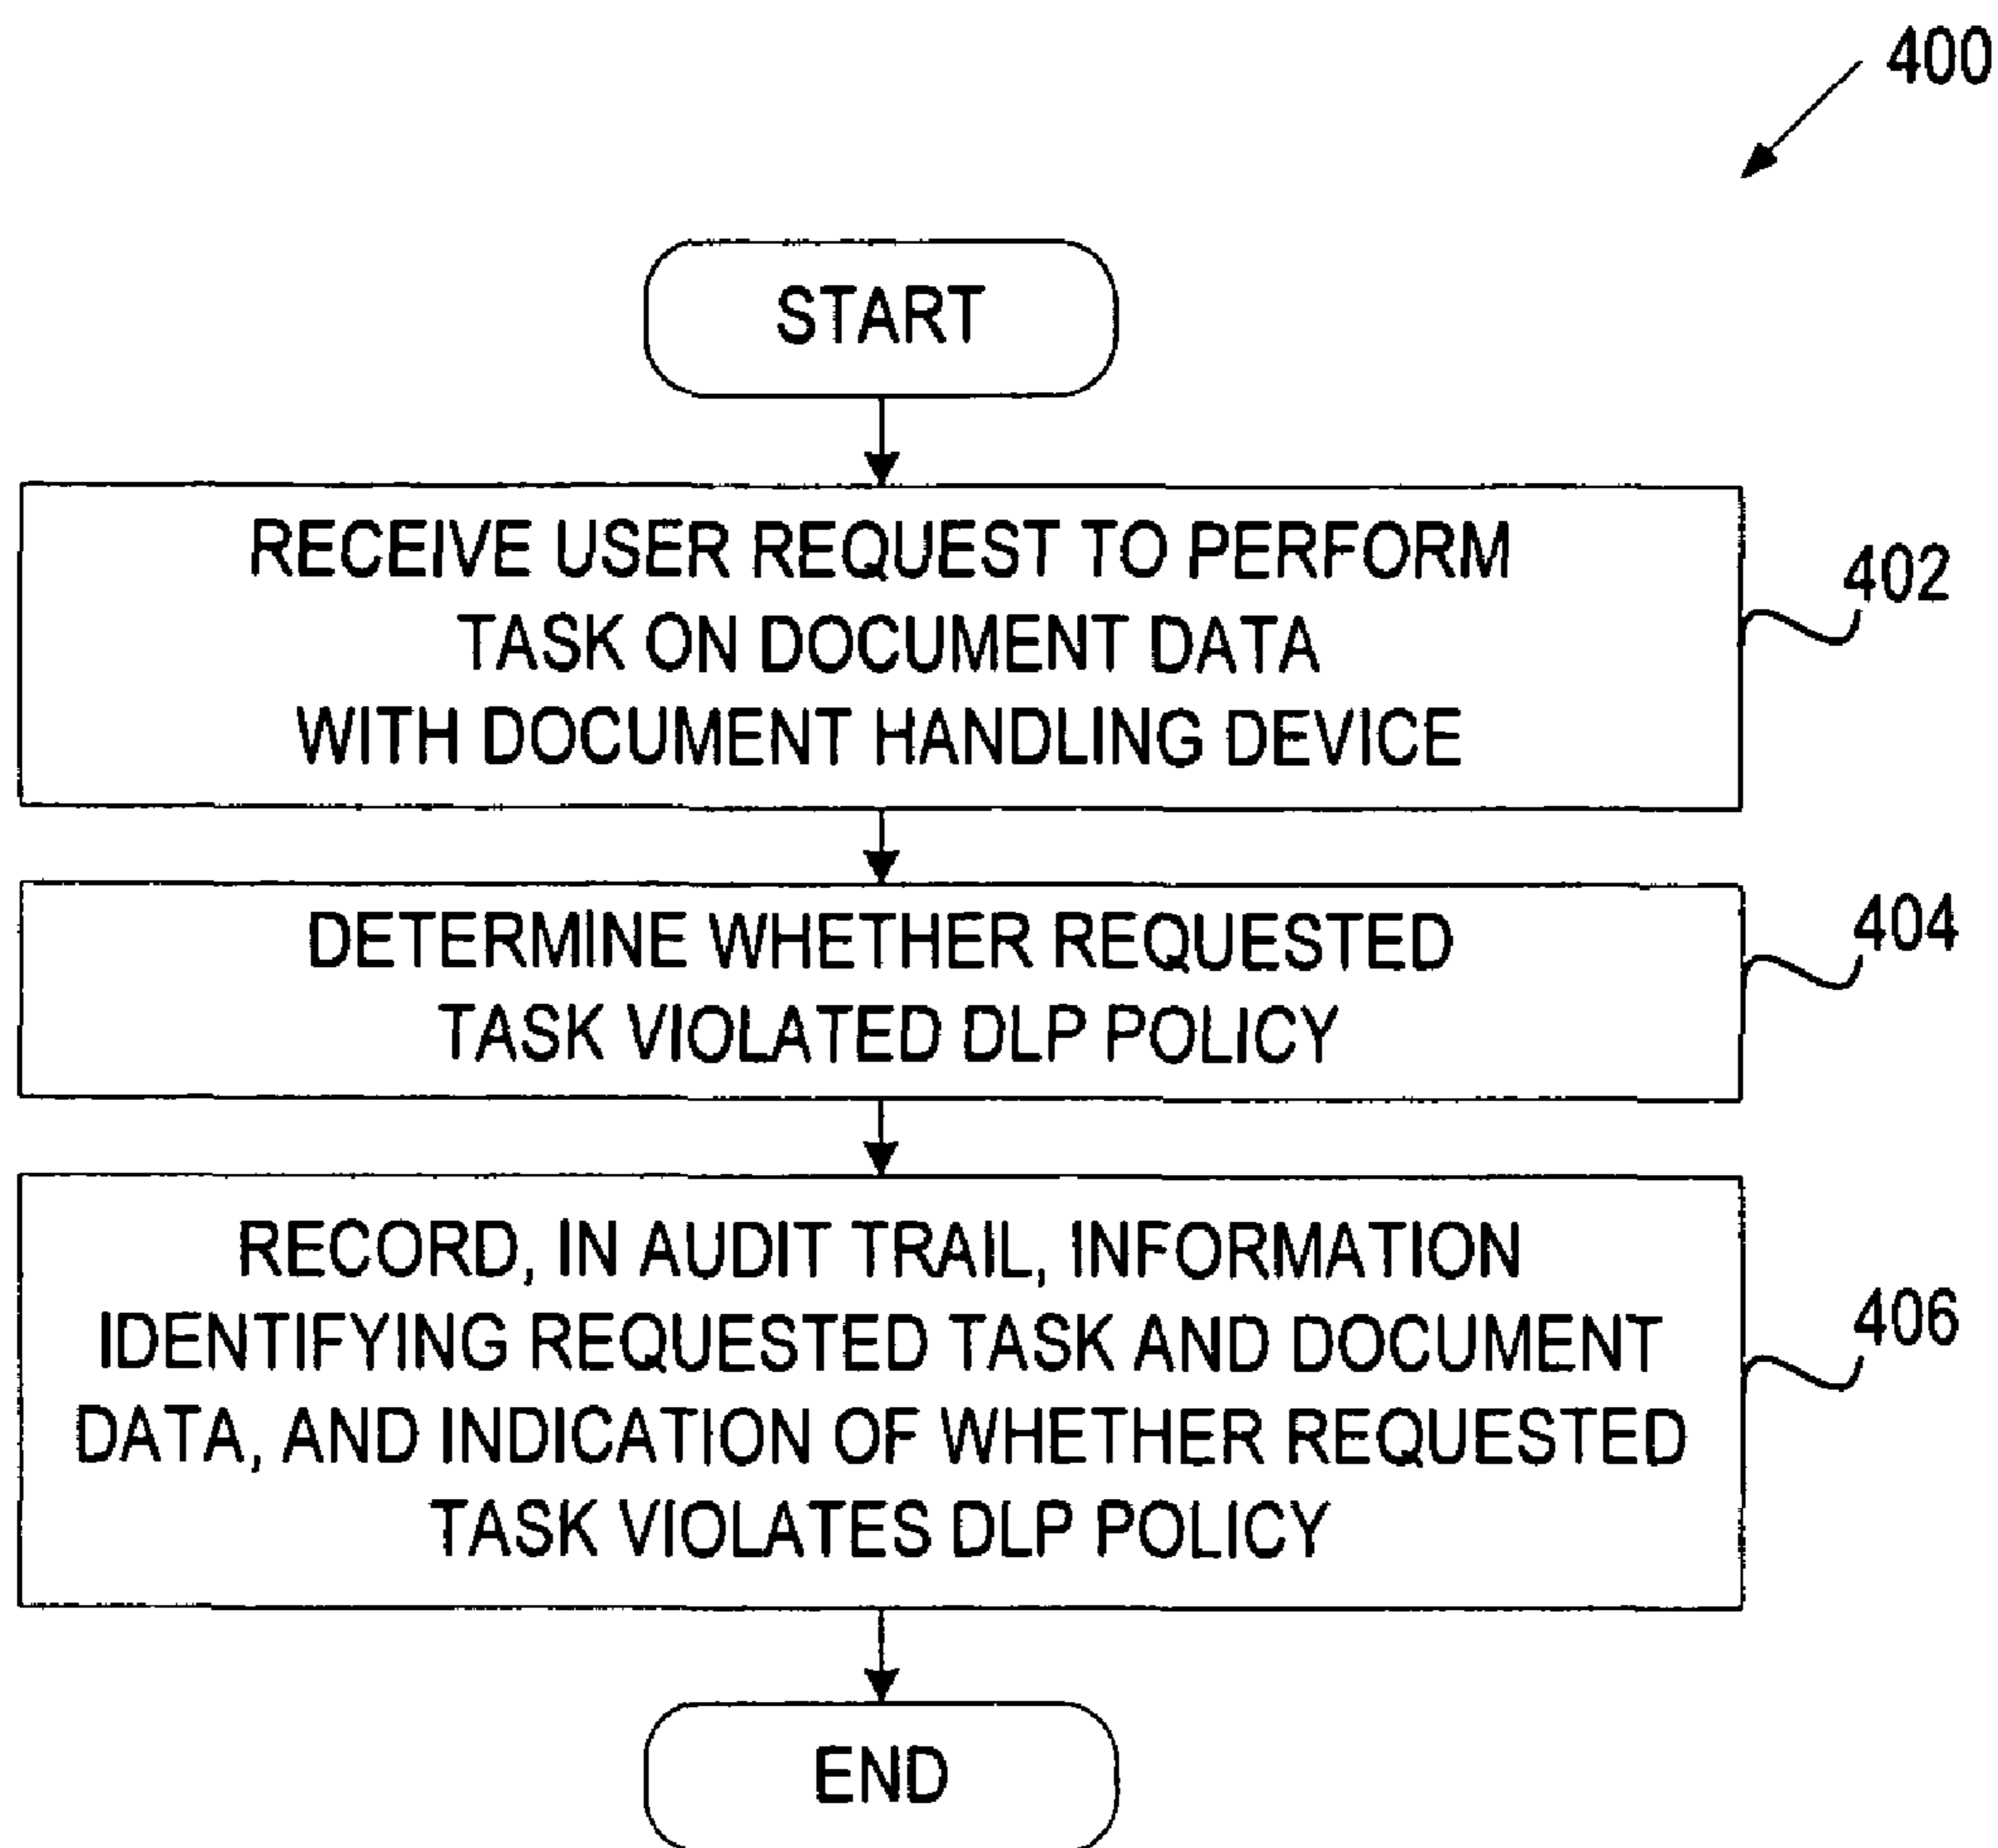 400
START
RECEIVE USER REQUEST TO PERFORM
TASK ON DOCUMENT DATA
WITH DOCUMENT HANDLING DEVICE
402
DETERMINE WHETHER REQUESTED
TASK VIOLATED DLP POLICY
404
RECORD, IN AUDIT TRAIL, INFORMATION
IDENTIFYING REQUESTED TASK AND DOCUMENT
DATA, AND INDICATION OF WHETHER REQUESTED
TASK VIOLATES DLP POLICY
406
END